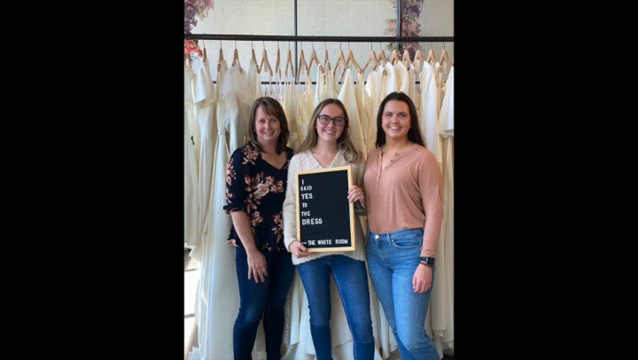 I
SAID
YES
TO
THE
DRESS
THE WHITE ROOM